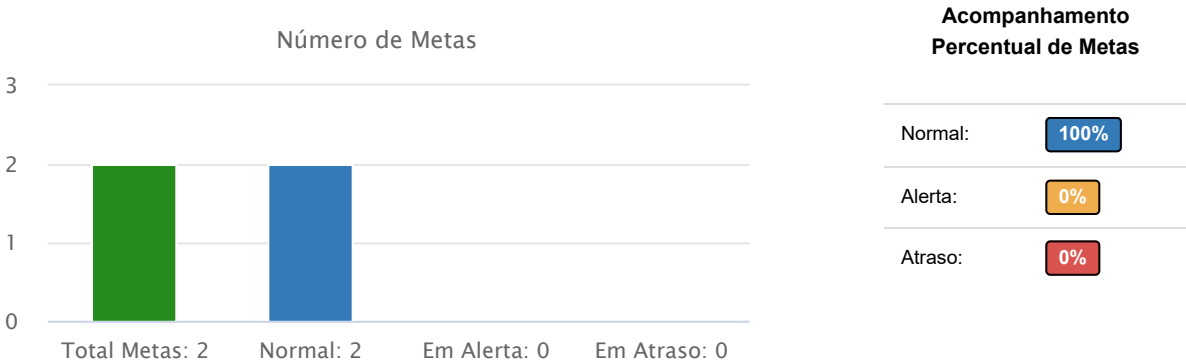 Número de Metas
3
2
1
0
Total Metas: 2
Normal: 2
Em Alerta: 0
Em Atraso: 0
Acompanhamento
Percentual de Metas
Normal: 100%
Alerta: 0%
Atraso: 0%